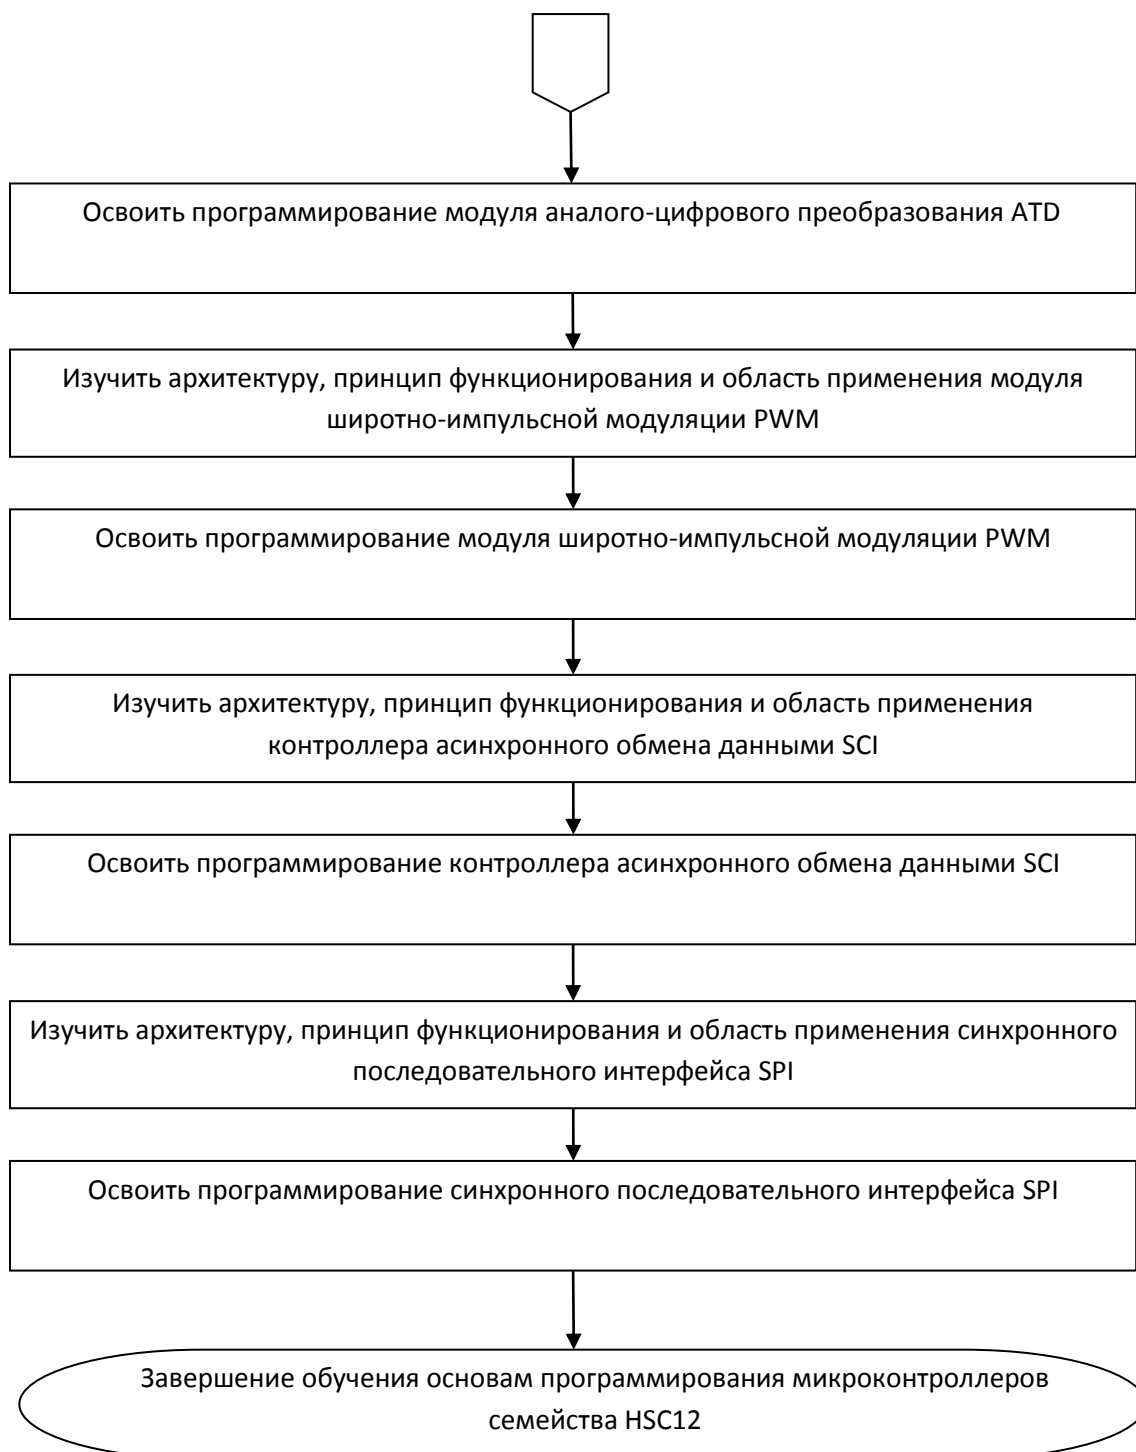 Освоить программирование модуля аналого-цифрового преобразования ATD
Изучить архитектуру, принцип функционирования и область применения модуля
широтно-импульсной модуляции PWM
Освоить программирование модуля широтно-импульсной модуляции PWM
Изучить архитектуру, принцип функционирования и область применения
контроллера асинхронного обмена данными SCI
Освоить программирование контроллера асинхронного обмена данными SCI
Изучить архитектуру, принцип функционирования и область применения синхронного
последовательного интерфейса SPI
Освоить программирование синхронного последовательного интерфейса SPI
Завершение обучения основам программирования микроконтроллеров
семейства HSC12